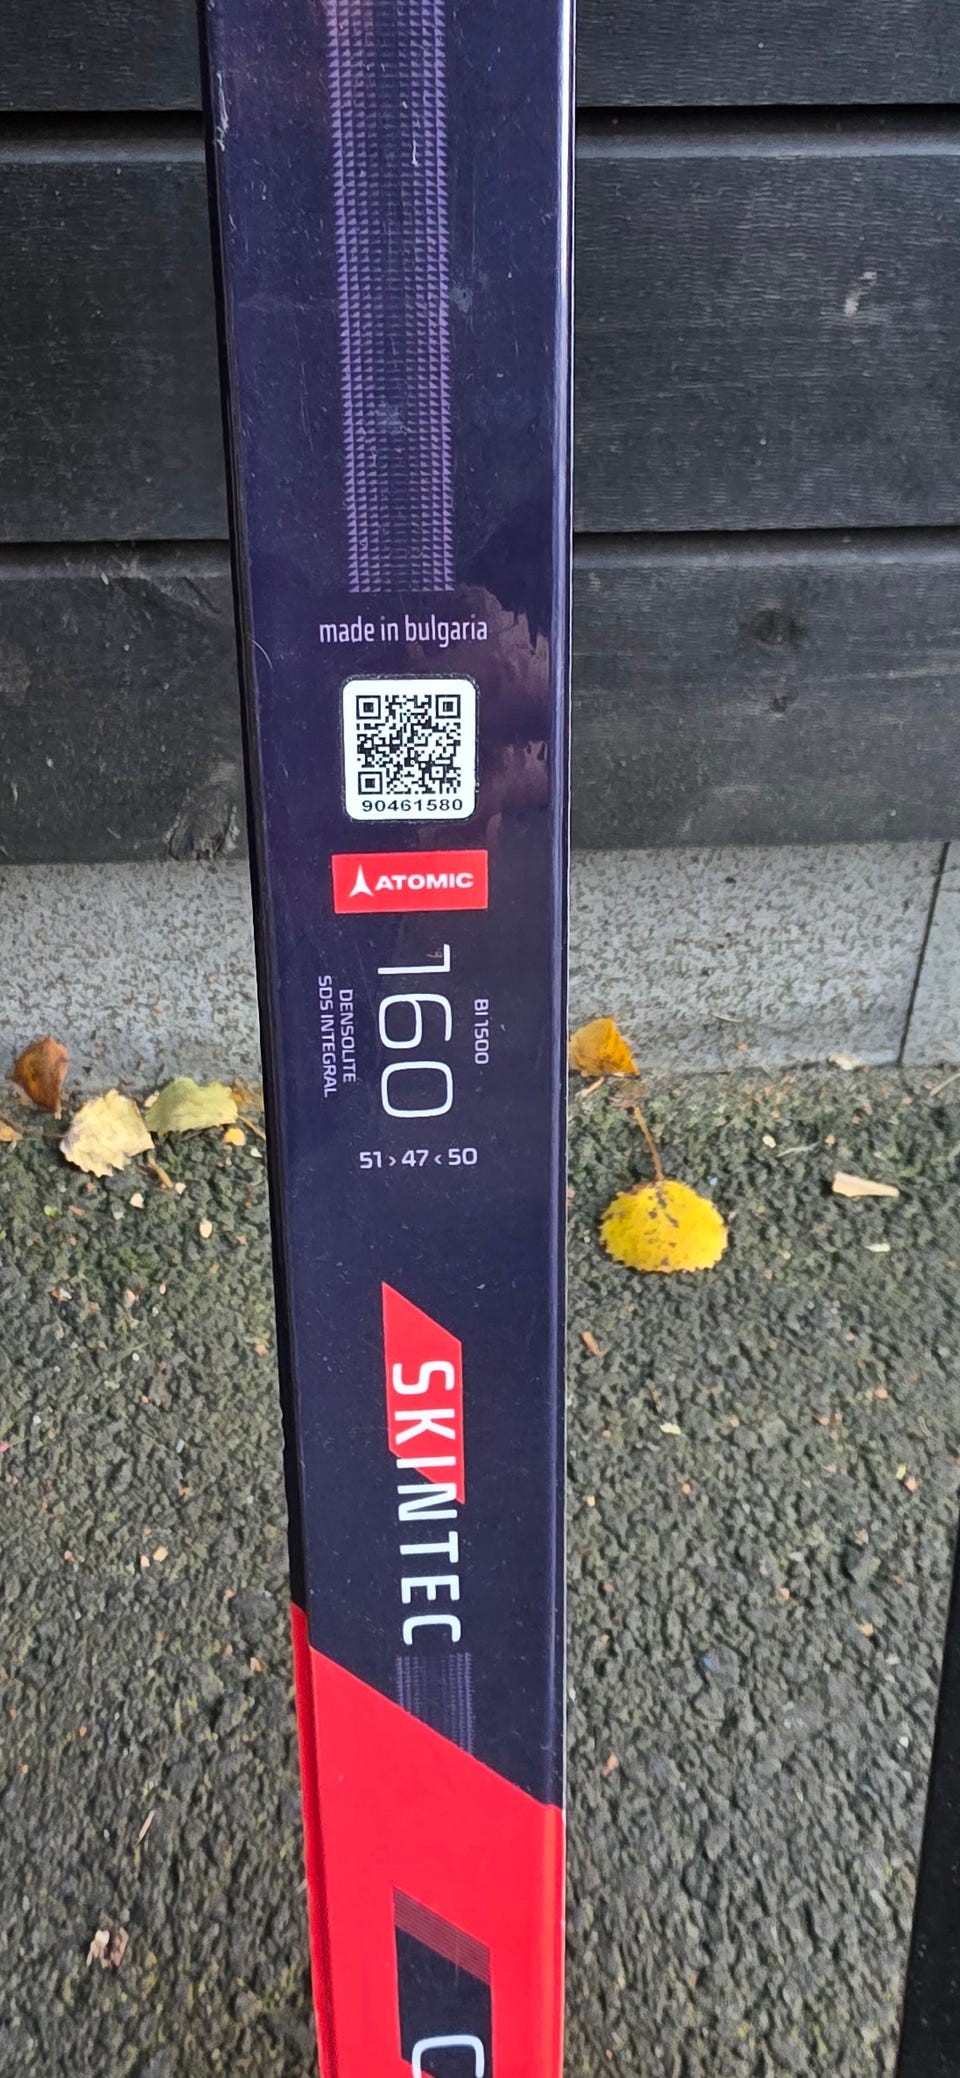 made in bulgaria
90461580
ATOMIC
160
BI 1500
DENSOLITE
SDS INTEGRAL
51 › 47 ‹ 50
SKINTEC
C